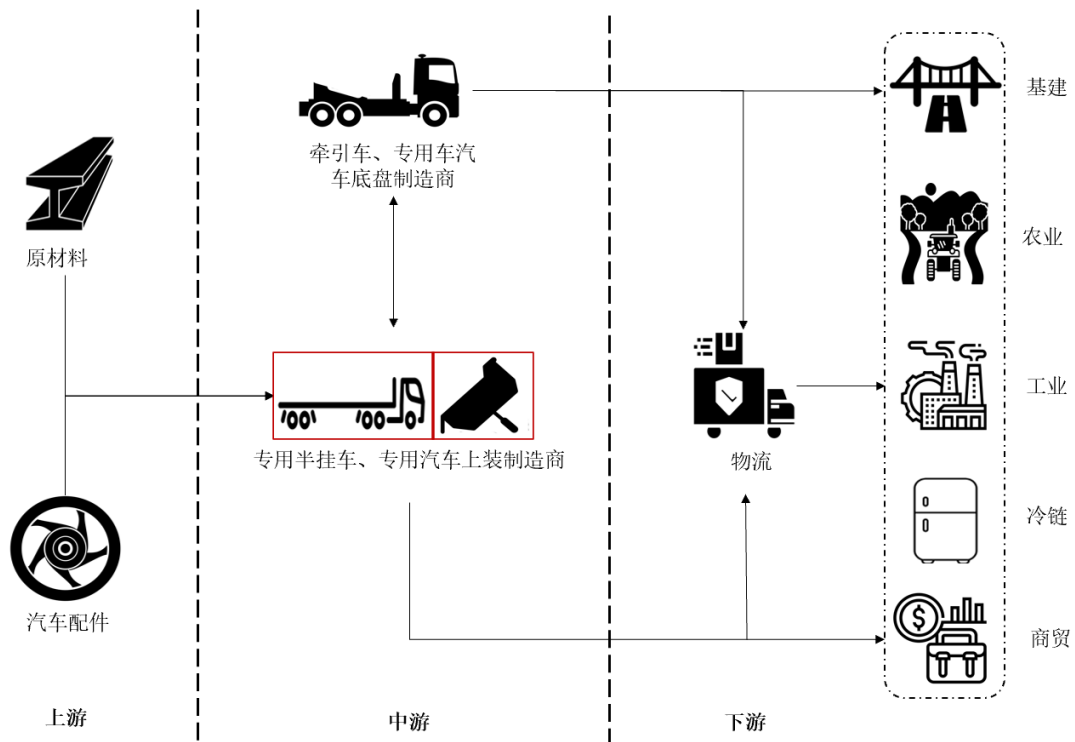 基建
牵引车、专用车汽
车底盘制造商
农业
原材料
工业
专用半挂车、专用汽车上装制造商
物流
冷链
汽车配件
商贸
上游
中游
下游